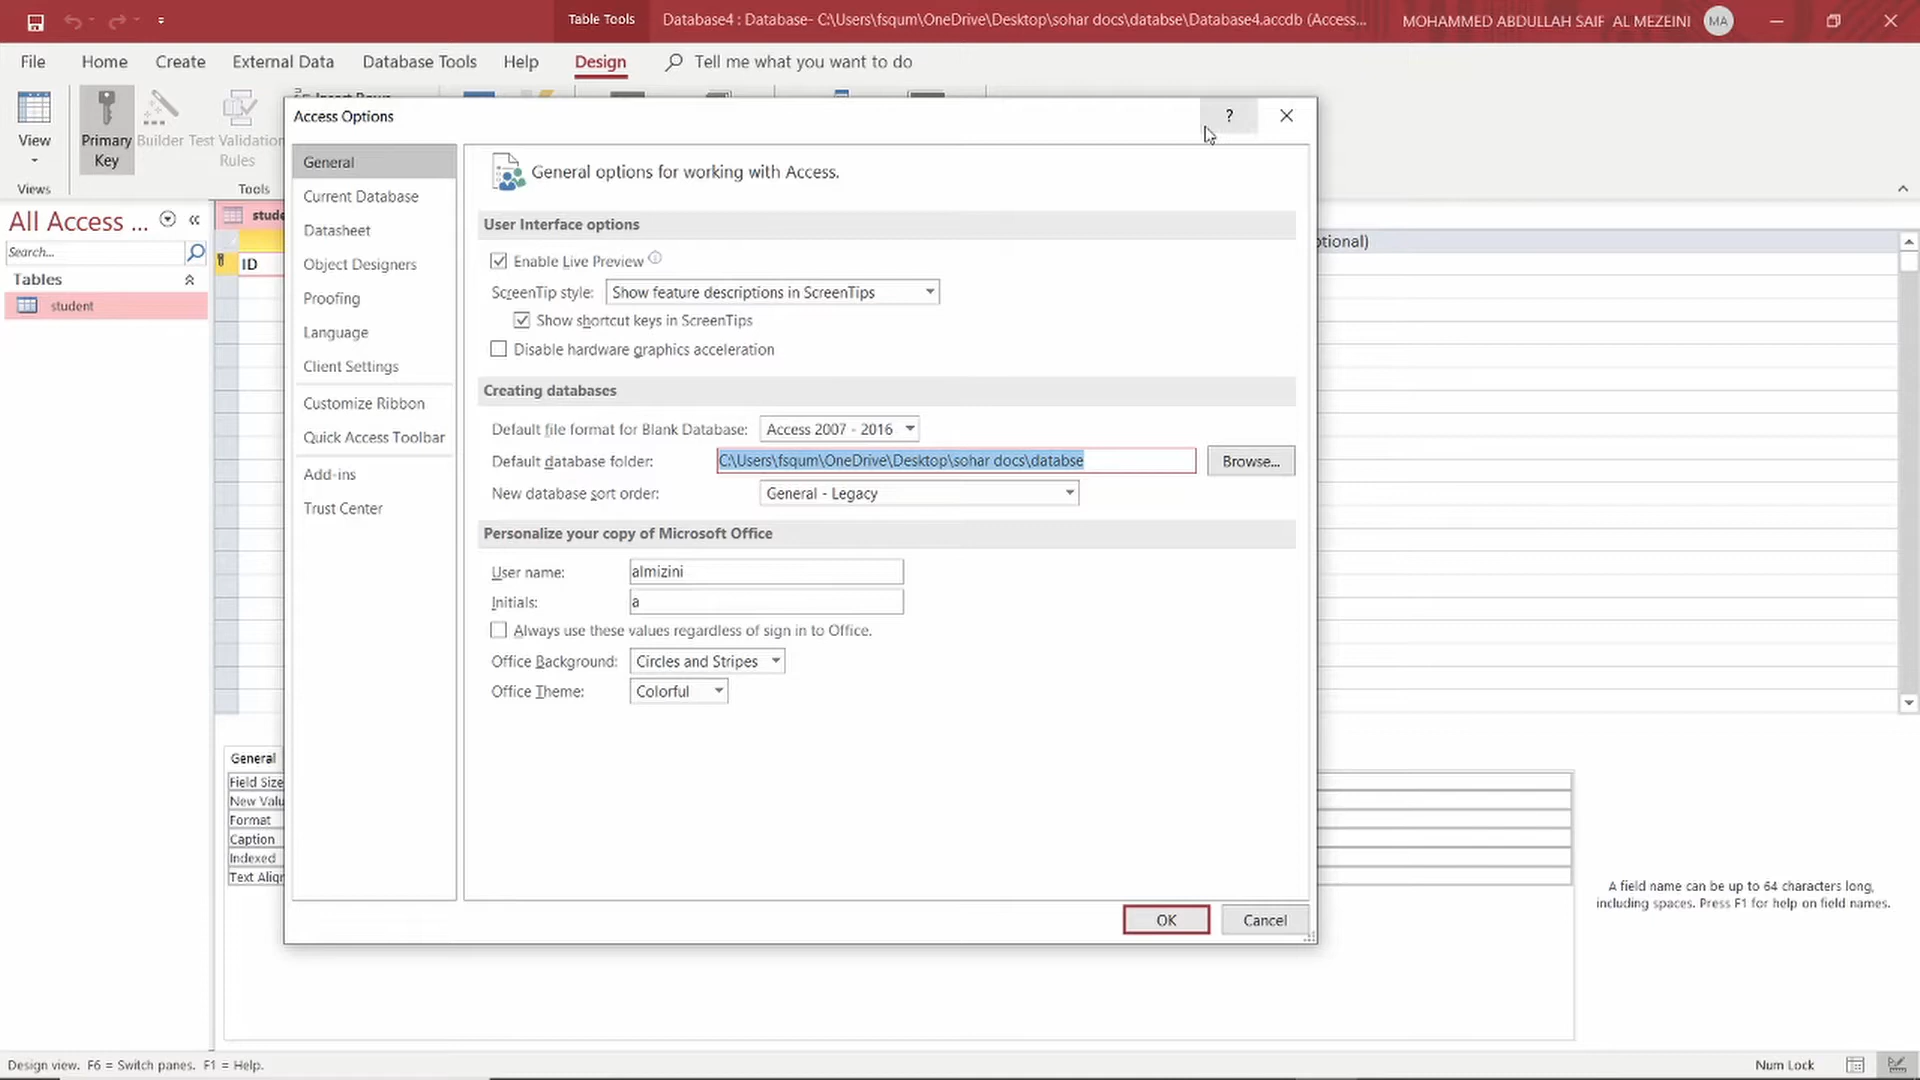 Table Tools
Database4 : Database- C:\Users\fsqum\OneDrive\Desktop\sohar docs\databse\Database4.accdb (Access...
MOHAMMED ABDULLAH SAIF AL MEZEINI
MA
File
Home
Create
External Data
Database Tools
Help
Design
Tell me what you want to do
View
Primary Key
Builder
Test Validation Rules
Insert Rows
Views
Tools
All Access ...
Search...
Tables
student
stude
ID
ptional)
Access Options
?
General
Current Database
Datasheet
Object Designers
Proofing
Language
Client Settings
Customize Ribbon
Quick Access Toolbar
Add-ins
Trust Center
General options for working with Access.
User Interface options
Enable Live Preview
ScreenTip style: Show feature descriptions in ScreenTips
Show shortcut keys in ScreenTips
Disable hardware graphics acceleration
Creating databases
Default file format for Blank Database: Access 2007 - 2016
Default database folder: C:\Users\fsqum\OneDrive\Desktop\sohar docs\databse Browse...
New database sort order: General - Legacy
Personalize your copy of Microsoft Office
User name: almizini
Initials: a
Always use these values regardless of sign in to Office.
Office Background: Circles and Stripes
Office Theme: Colorful
OK
Cancel
General
Field Size
New Valu
Format
Caption
Indexed
Text Alig
A field name can be up to 64 characters long,
including spaces. Press F1 for help on field names.
Design view. F6 = Switch panes. F1 = Help.
Num Lock